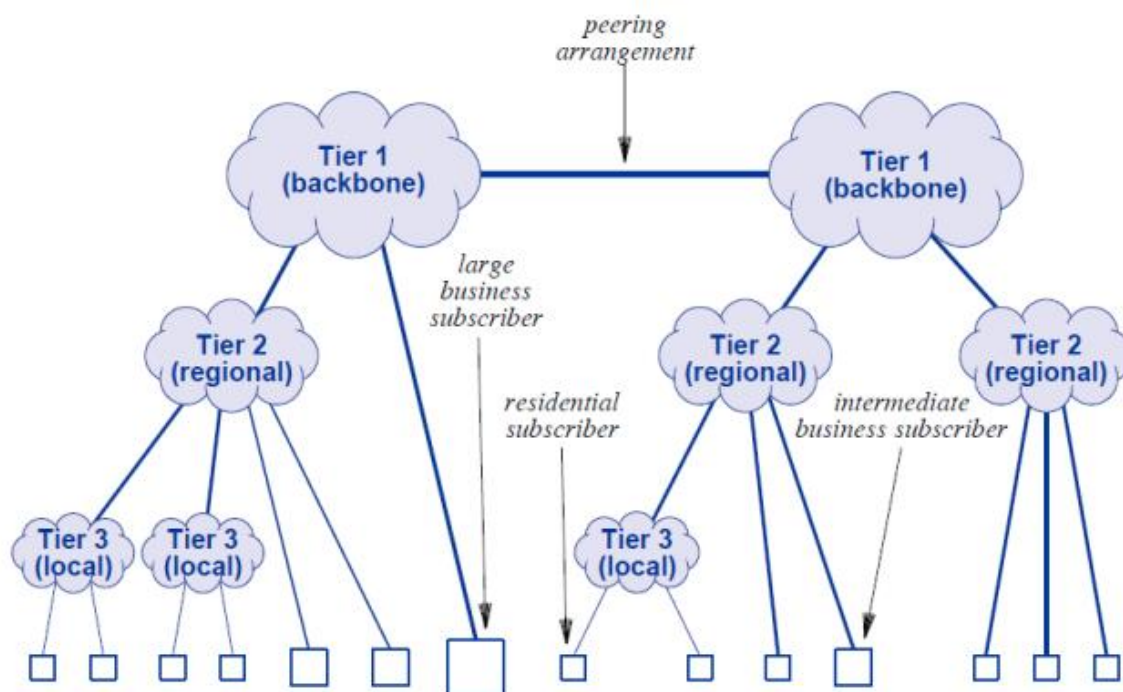 peering
arrangement
Tier 1
(backbone)
Tier 1
(backbone)
large
business
subscriber
Tier 2
(regional)
Tier 2
(regional)
Tier 2
(regional)
residential
subscriber
intermediate
business subscriber
Tier 3
(local)
Tier 3
(local)
Tier 3
(local)